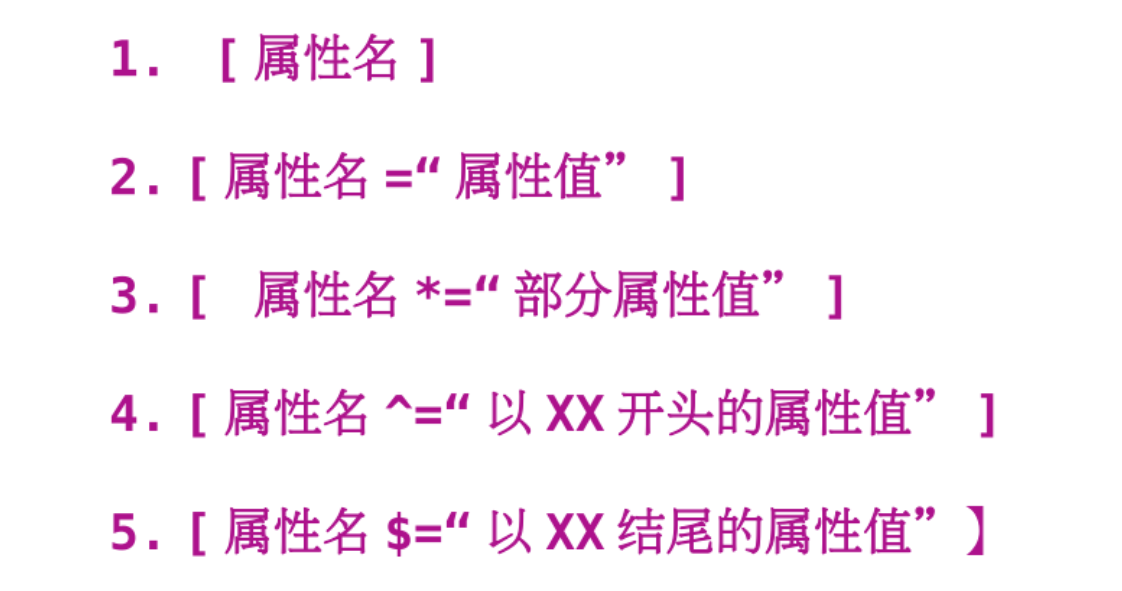 1. [ 属性名 ]
2. [ 属性名 =“ 属性值” ]
3. [ 属性名 *=“ 部分属性值” ]
4. [ 属性名 ^=“ 以 XX 开头的属性值” ]
5. [ 属性名 $=“ 以 XX 结尾的属性值” 】